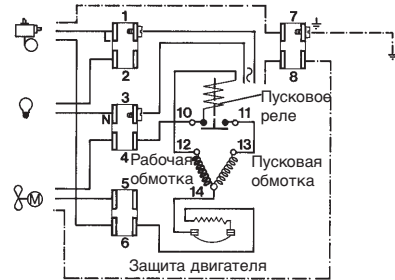 1
7
L
2
8
3
Пусковое
реле
N
10
11
4
12
13
Рабочая
обмотка
Пусковая
обмотка
14
5
M
6
Защита двигателя